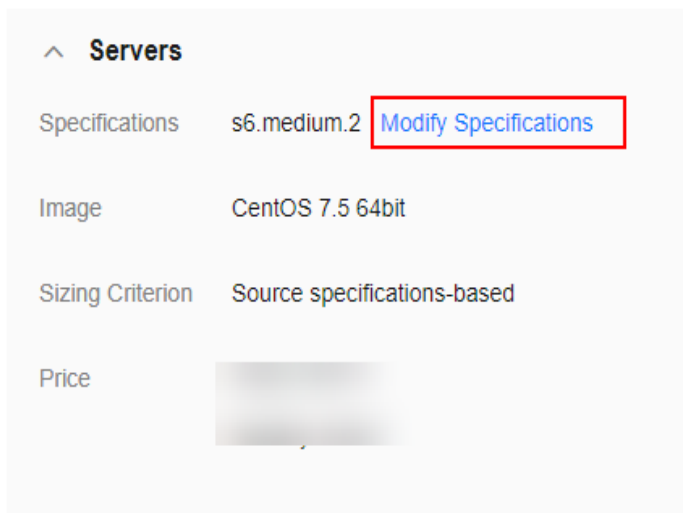 Servers
Specifications s6.medium.2 Modify Specifications
Image CentOS 7.5 64bit
Sizing Criterion Source specifications-based
Price